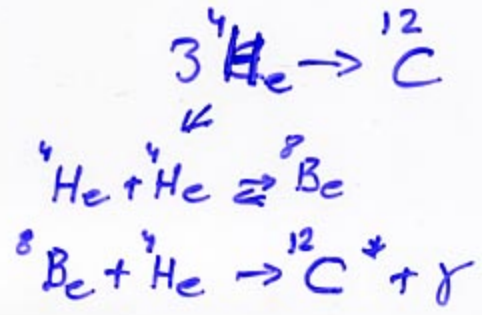 3 ⁴He → ¹²C
↙
⁴He + ⁴He ⇄ ⁸Be
⁸Be + ⁴He → ¹²C* + γ